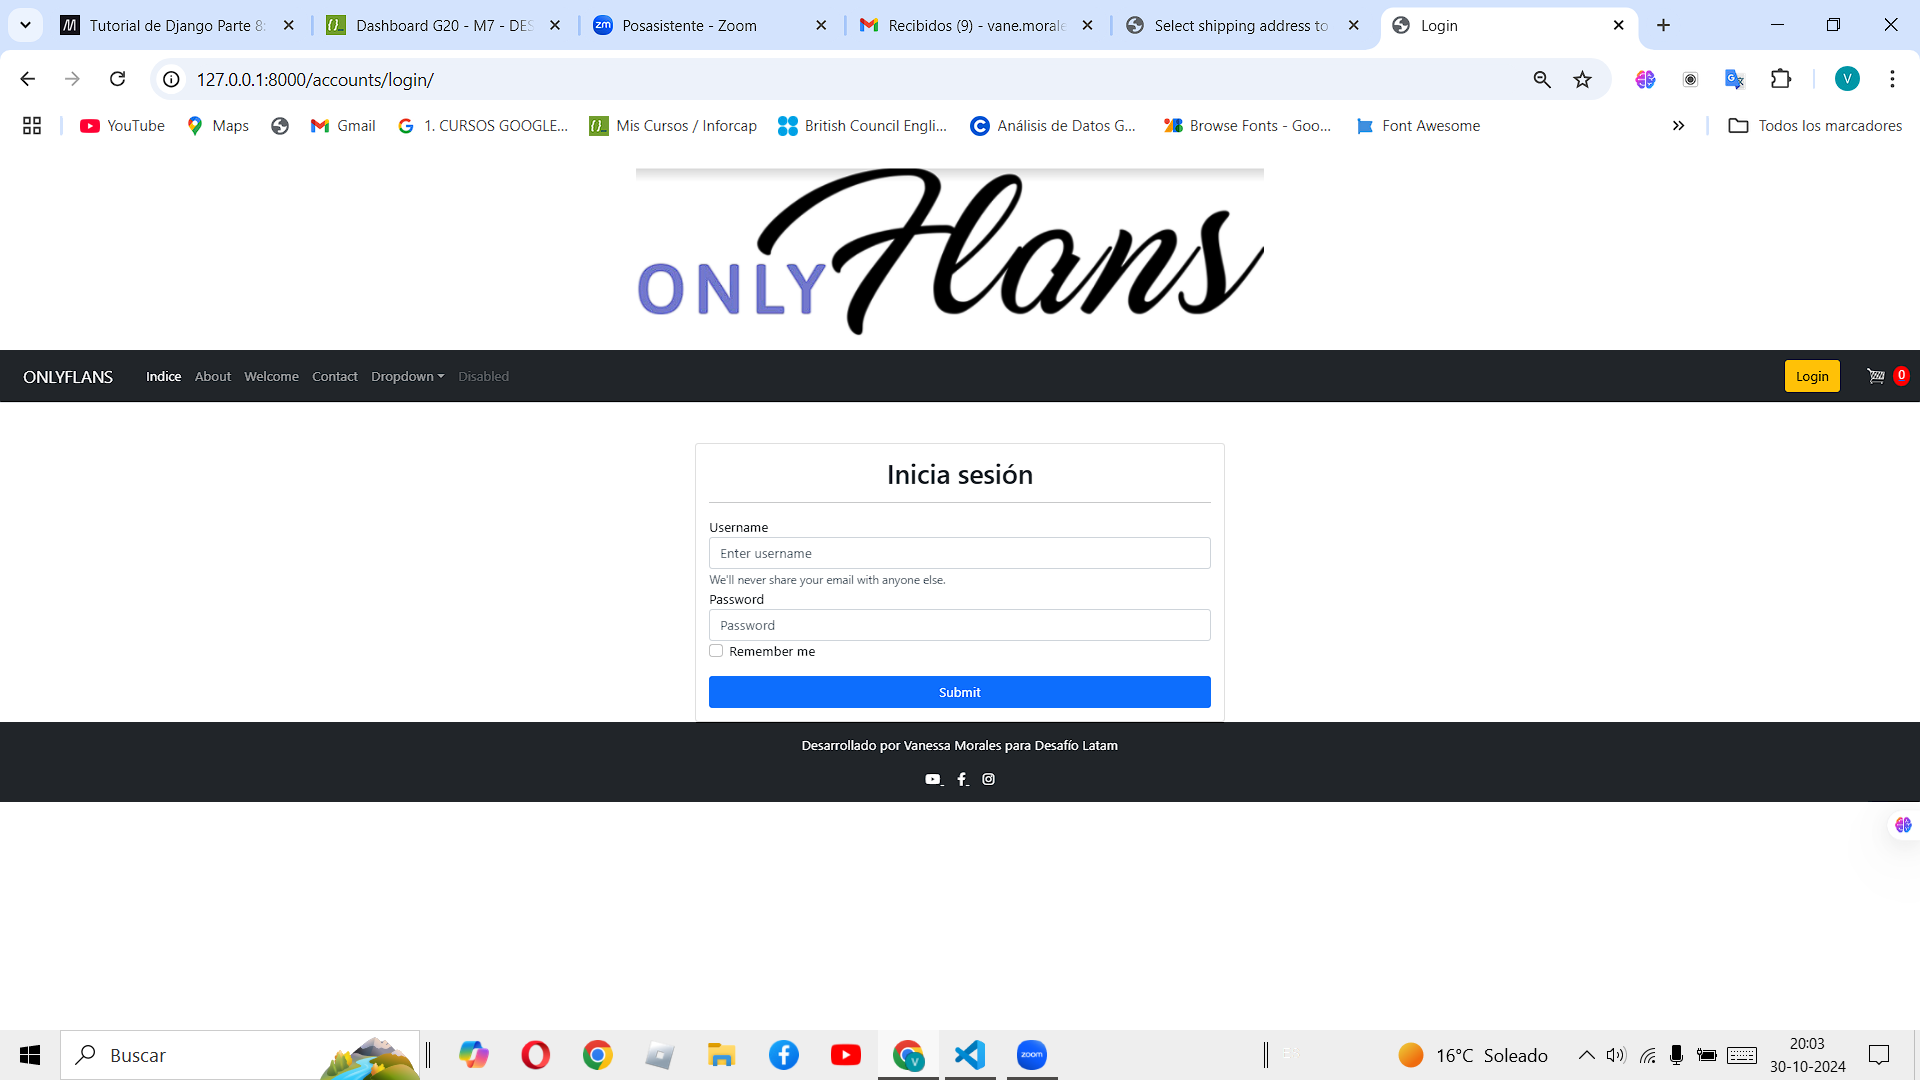 Tutorial de Django Parte 8:
Dashboard G20 - M7 - DES
Posasistente - Zoom
Recibidos (9) - vane.morale
Select shipping address to
Login
127.0.0.1:8000/accounts/login/
V
YouTube
Maps
Gmail
1. CURSOS GOOGLE...
Mis Cursos / Inforcap
British Council Engli...
Análisis de Datos G...
Browse Fonts - Goo...
Font Awesome
Todos los marcadores
ONLY Flans
ONLYFLANS
Indice
About
Welcome
Contact
Dropdown
Disabled
Login
0
Inicia sesión
Username
Enter username
We'll never share your email with anyone else.
Password
Password
Remember me
Submit
Desarrollado por Vanessa Morales para Desafío Latam
Buscar
zoom
16°C Soleado
20:03
30-10-2024